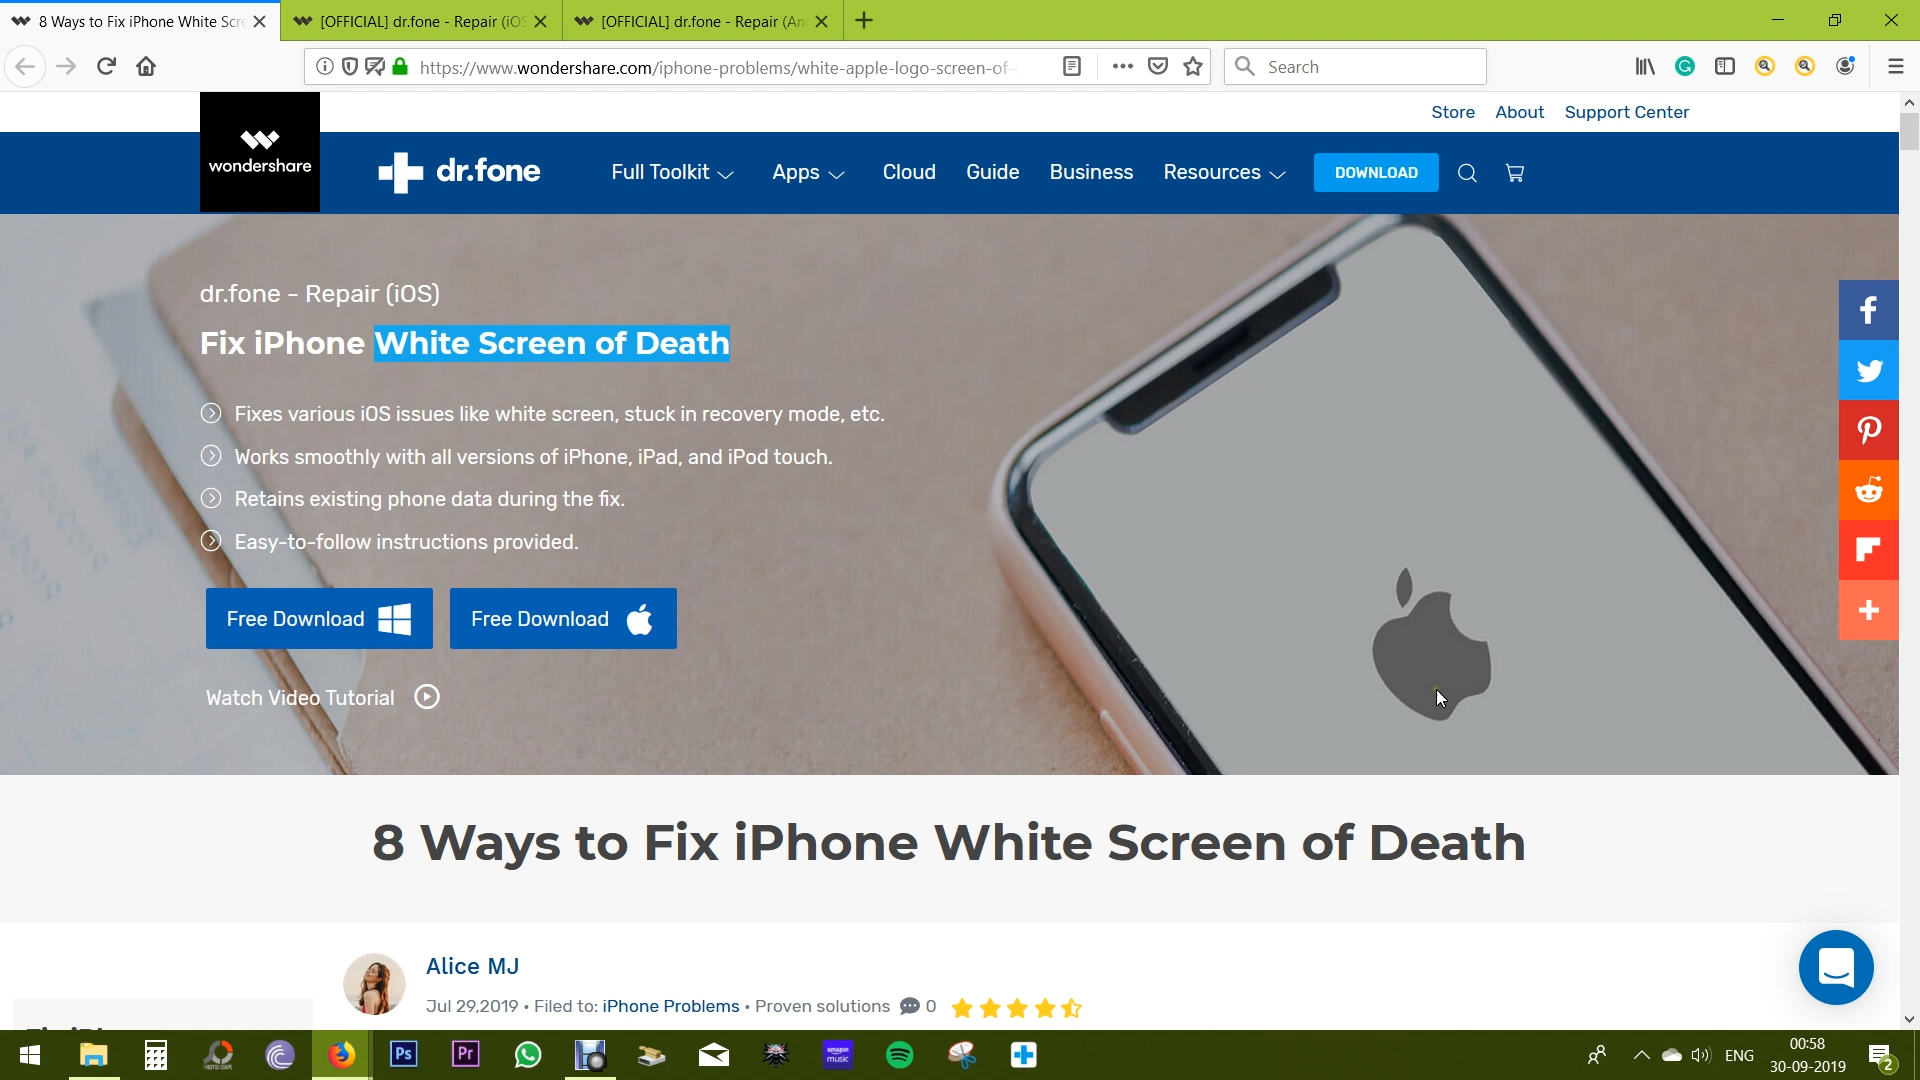 8 Ways to Fix iPhone White Scre
[OFFICIAL] dr.fone - Repair (iOS
[OFFICIAL] dr.fone - Repair (An
https://www.wondershare.com/iphone-problems/white-apple-logo-screen-of-
Search
Store About Support Center
wondershare
dr.fone
Full Toolkit Apps Cloud Guide Business Resources DOWNLOAD
dr.fone - Repair (iOS)
Fix iPhone White Screen of Death
Fixes various iOS issues like white screen, stuck in recovery mode, etc.
Works smoothly with all versions of iPhone, iPad, and iPod touch.
Retains existing phone data during the fix.
Easy-to-follow instructions provided.
Free Download Free Download
Watch Video Tutorial
8 Ways to Fix iPhone White Screen of Death
Alice MJ
Jul 29,2019 • Filed to: iPhone Problems • Proven solutions 0
Ps Pr amazon music
ENG
00:58
30-09-2019
2